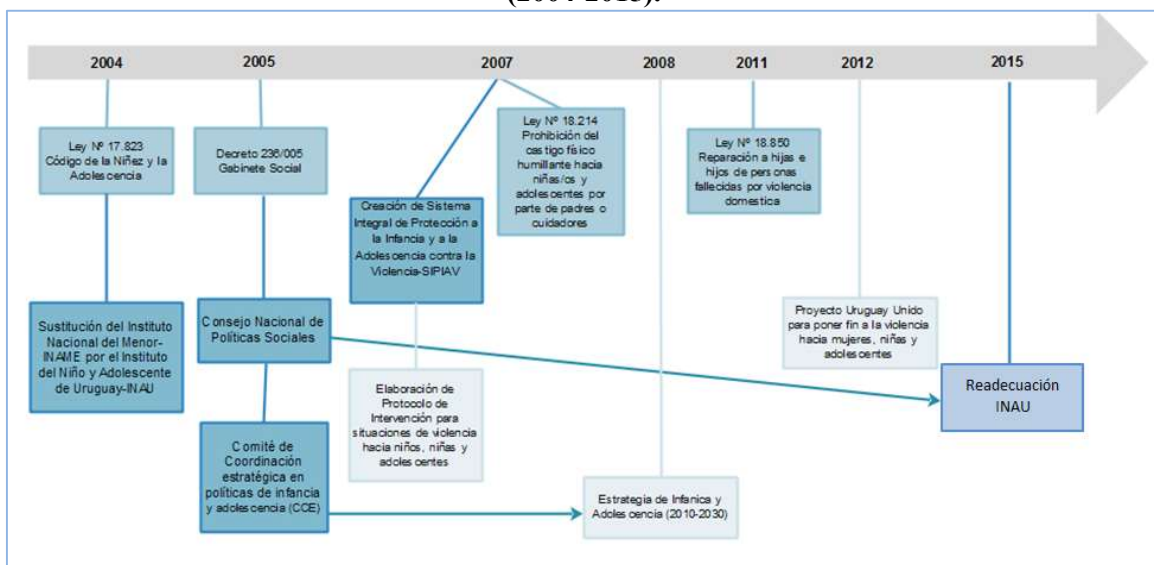 (2004-2015).
2004
2005
2007
2008
2011
2012
2015
Ley Nº 17.823
Código de la Niñez y la
Adolescencia
Decreto 236/005
Gabinete Social
Creación de Sistema
Integral de Protección a
la Infancia y a la
Adolescencia contra la
Violencia-SIPIAV
Ley Nº 18.214
Prohibición del
castigo físico
humillante hacia
niñas/os y
adolescentes por
parte de padres o
cuidadores
Ley Nº 18.850
Reparación a hijas e
hijos de personas
fallecidas por violencia
domestica
Sustitución del Instituto
Nacional del Menor-
INAME por el Instituto
del Niño y Adolescente
de Uruguay-INAU
Consejo Nacional de
Políticas Sociales
Elaboración de
Protocolo de
Intervención para
situaciones de violencia
hacia niños, niñas y
adolescentes
Proyecto Uruguay Unido
para poner fin a la violencia
hacia mujeres, niñas y
adolescentes
Readecuación
INAU
Comité de
Coordinación
estratégica en
políticas de infancia
y adolescencia (CCE)
Estrategia de Infanica y
Adolescencia (2010-2030)